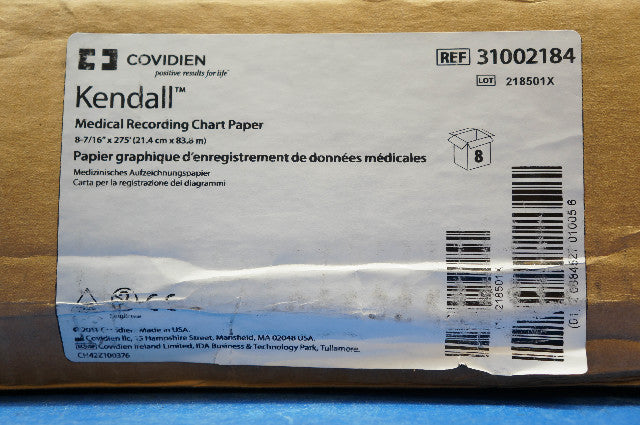 COVIDIEN
positive results for life™
REF 31002184
LOT 218501X
Kendall™
Medical Recording Chart Paper
8-7/16" x 275' (21.4 cm x 83.8 m)
Papier graphique d'enregistrement de données médicales
Medizinisches Aufzeichnungspapier
Carta per la registrazione dei diagrammi
8
218501X
© Covidien. Made in USA.
Covidien llc, 15 Hampshire Street, Mansfield, MA 02048 USA.
Covidien Ireland Limited, IDA Business & Technology Park, Tullamore.